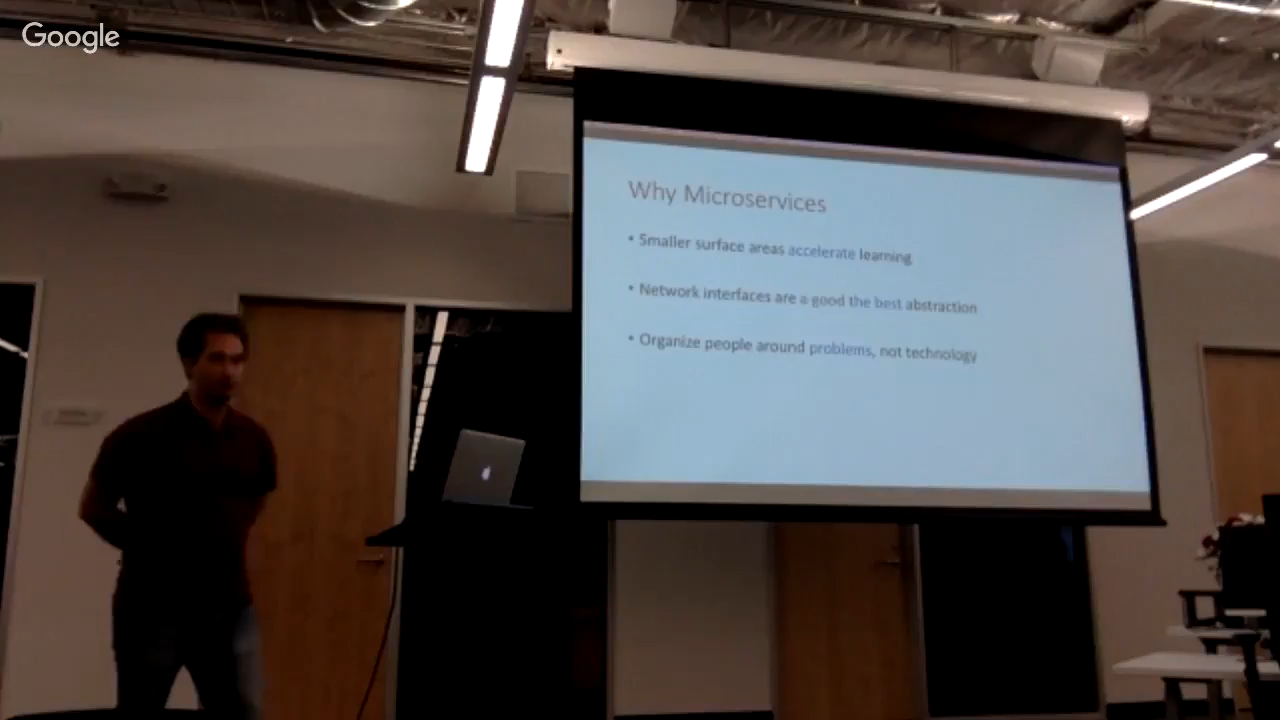 Google
Why Microservices
• Smaller surface areas accelerate learning
• Network interfaces are a good the best abstraction
• Organize people around problems, not technology